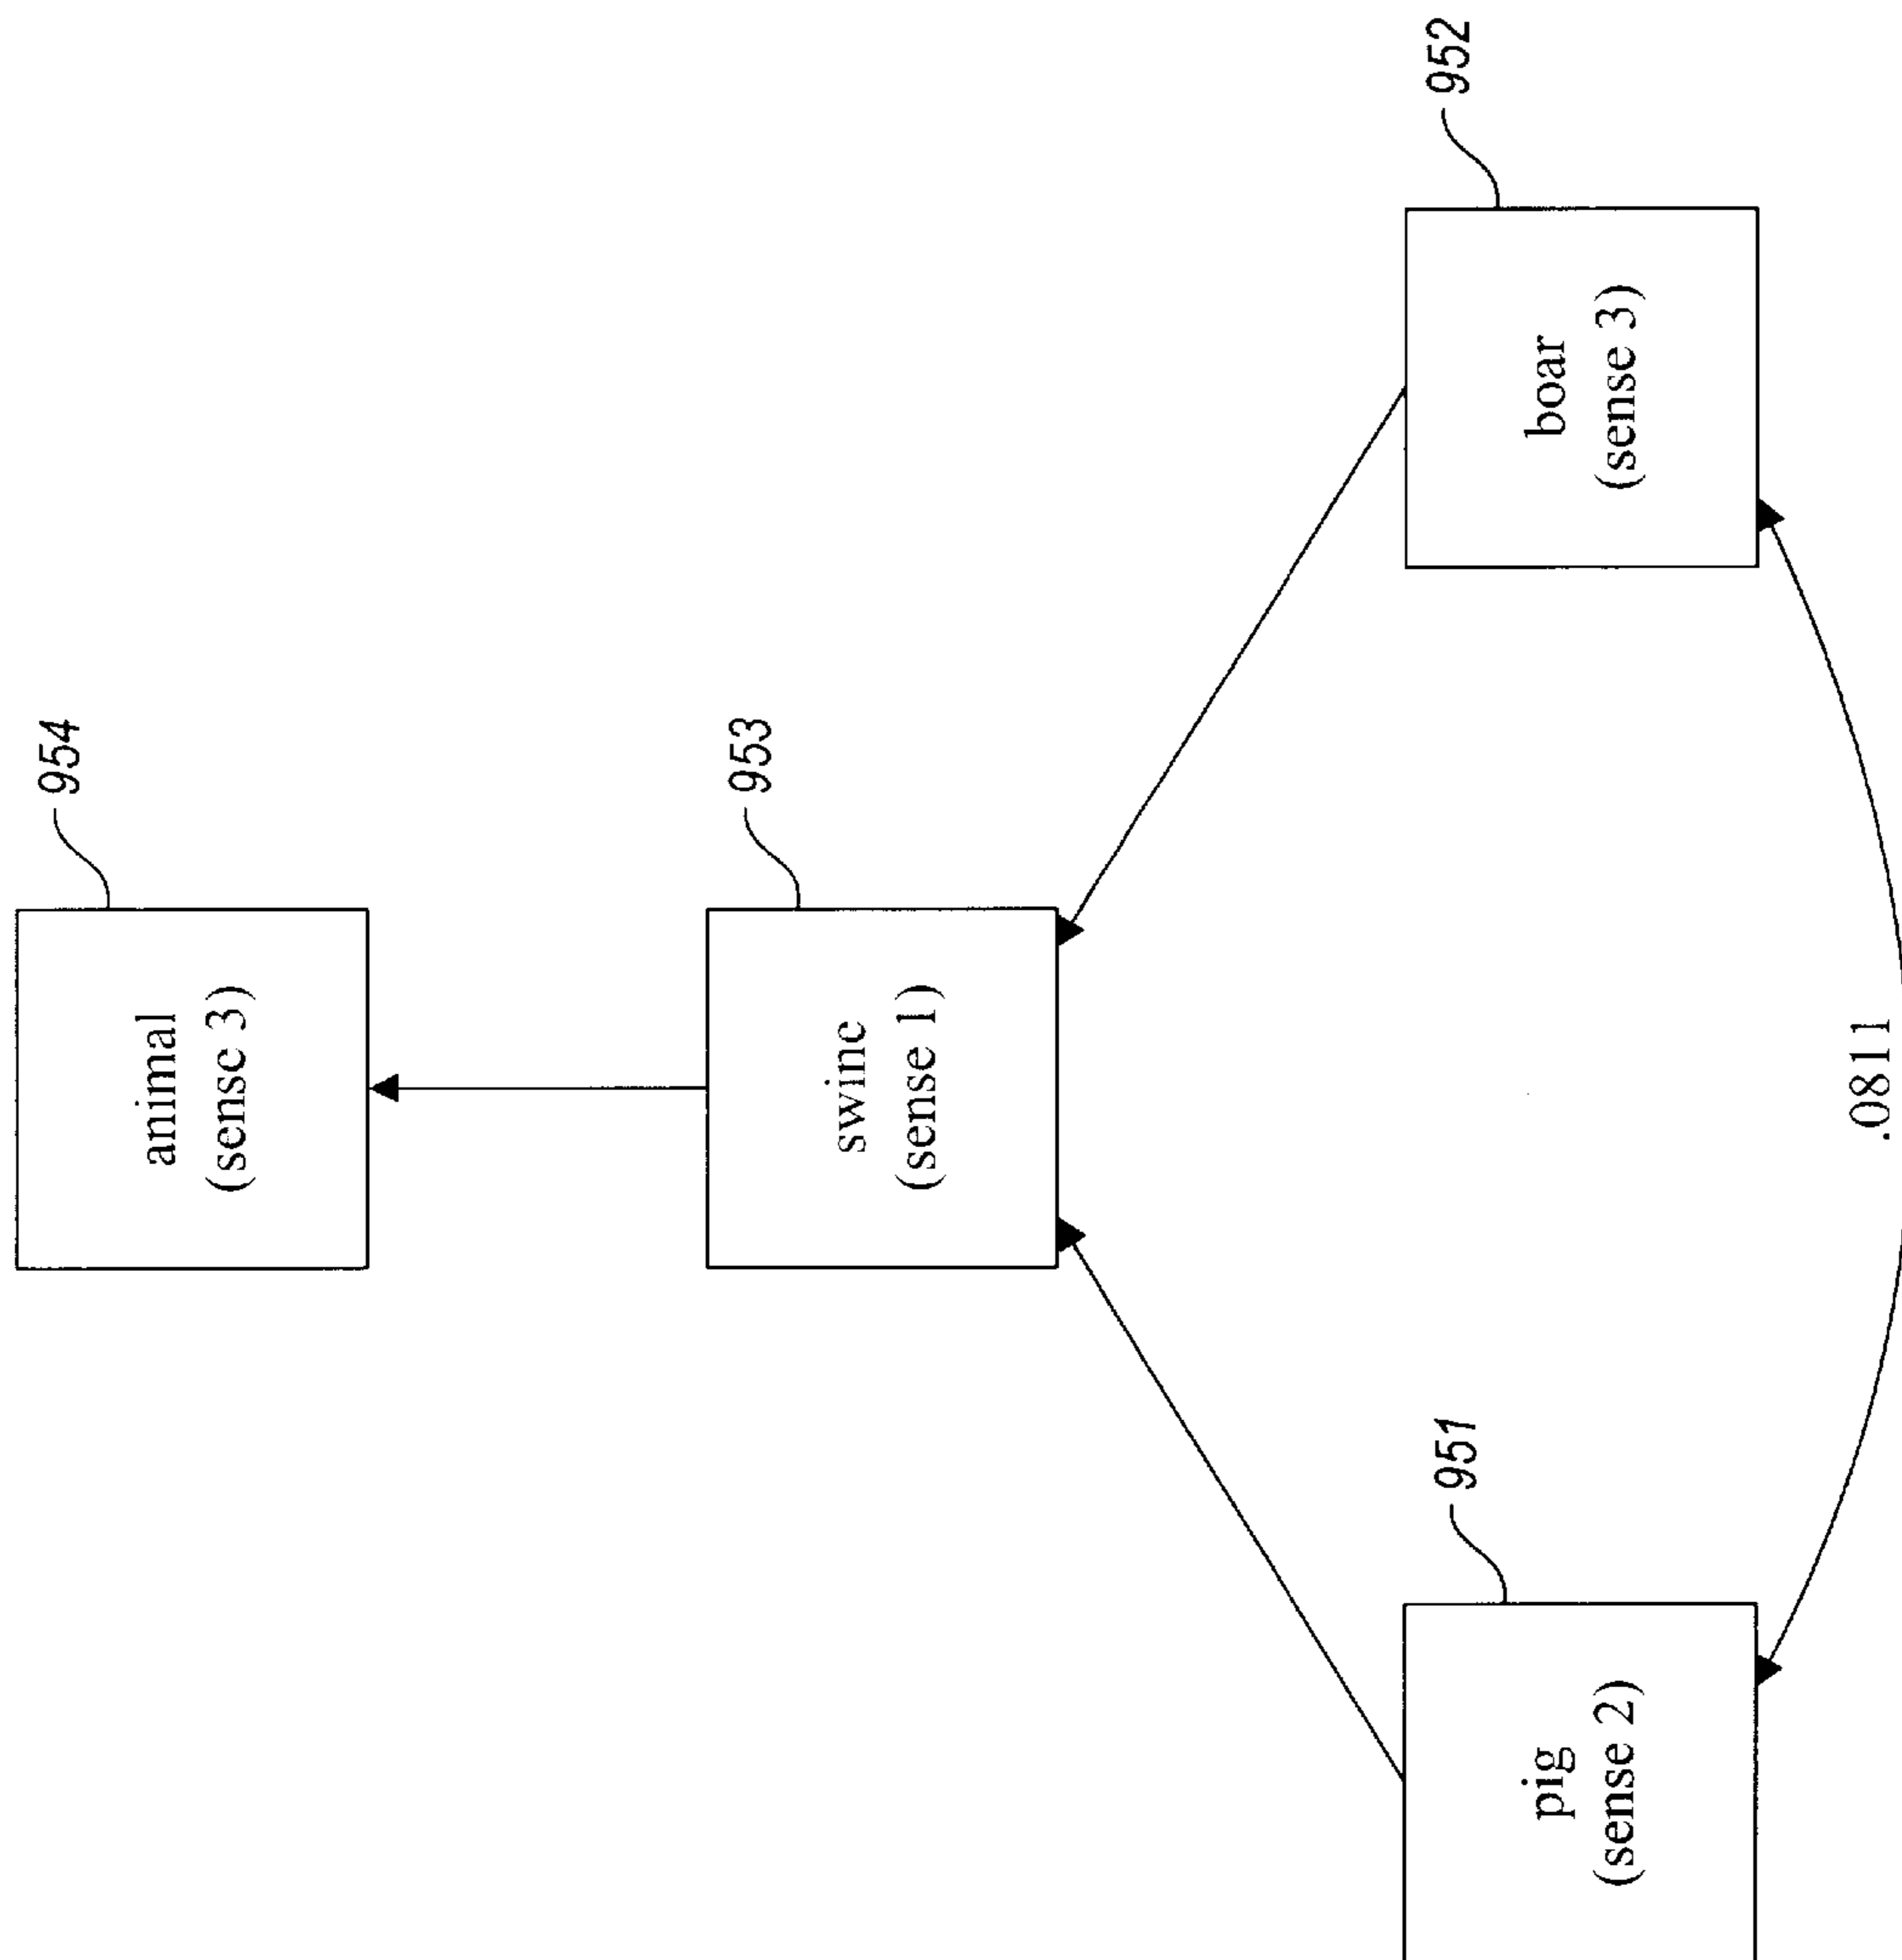 954
animal
(sense 3)
953
swine
(sense 1)
951
pig
(sense 2)
952
boar
(sense 3)
.0811